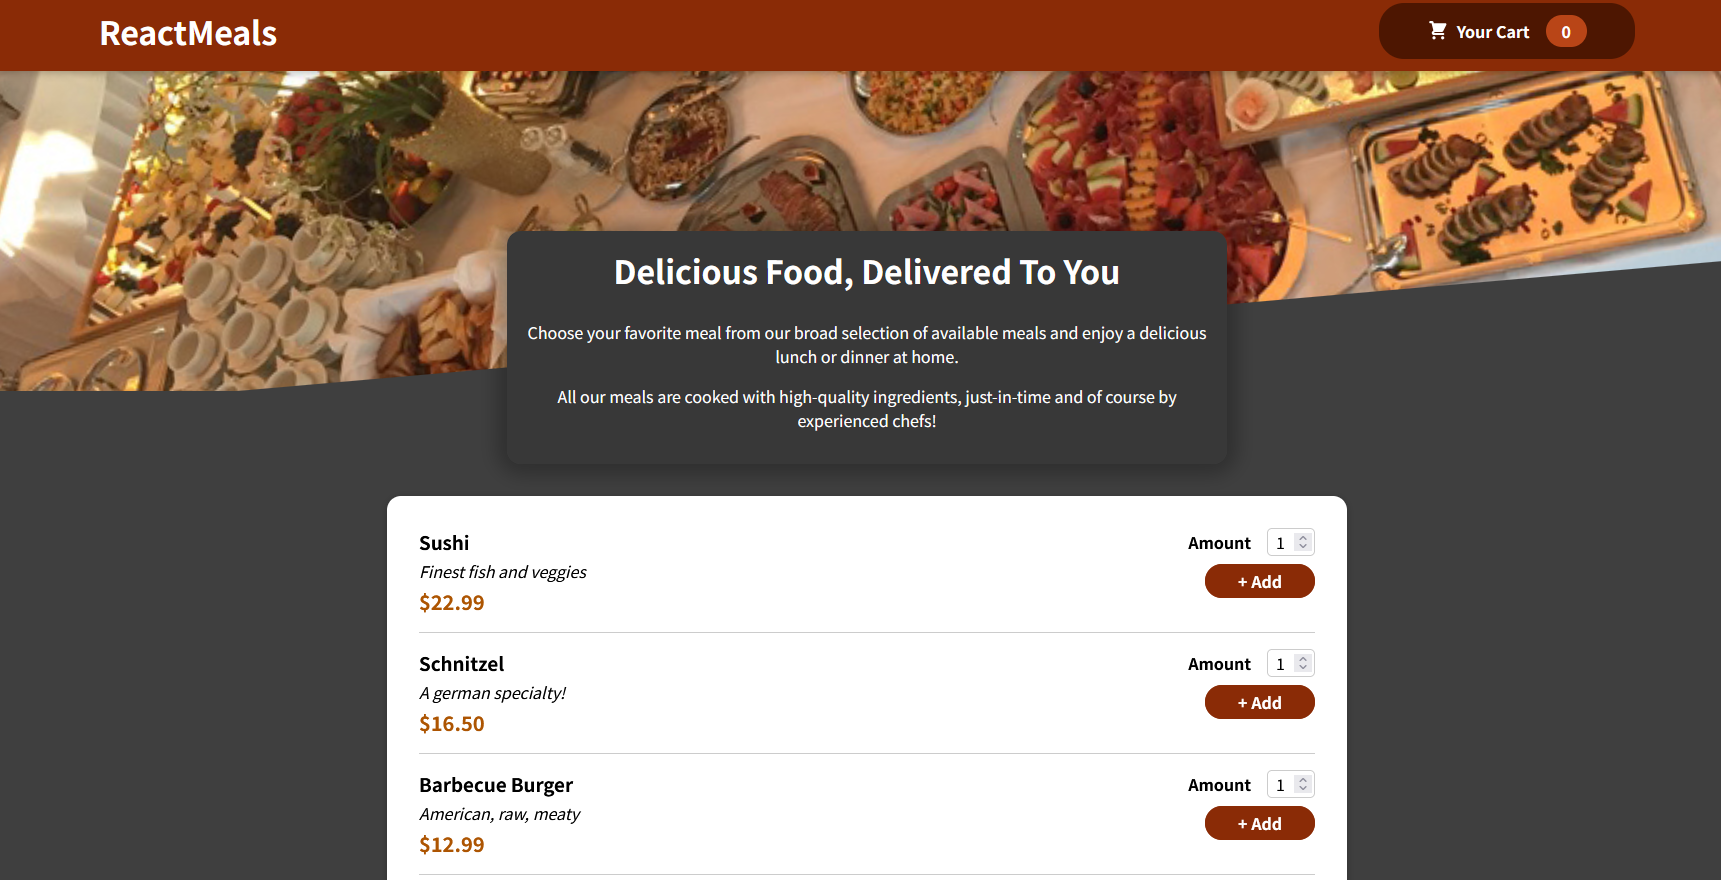 ReactMeals
Your Cart 0
Delicious Food, Delivered To You
Choose your favorite meal from our broad selection of available meals and enjoy a delicious
lunch or dinner at home.
All our meals are cooked with high-quality ingredients, just-in-time and of course by
experienced chefs!
Sushi
Finest fish and veggies
$22.99
Amount 1
+ Add
Schnitzel
A german specialty!
$16.50
Amount 1
+ Add
Barbecue Burger
American, raw, meaty
$12.99
Amount 1
+ Add